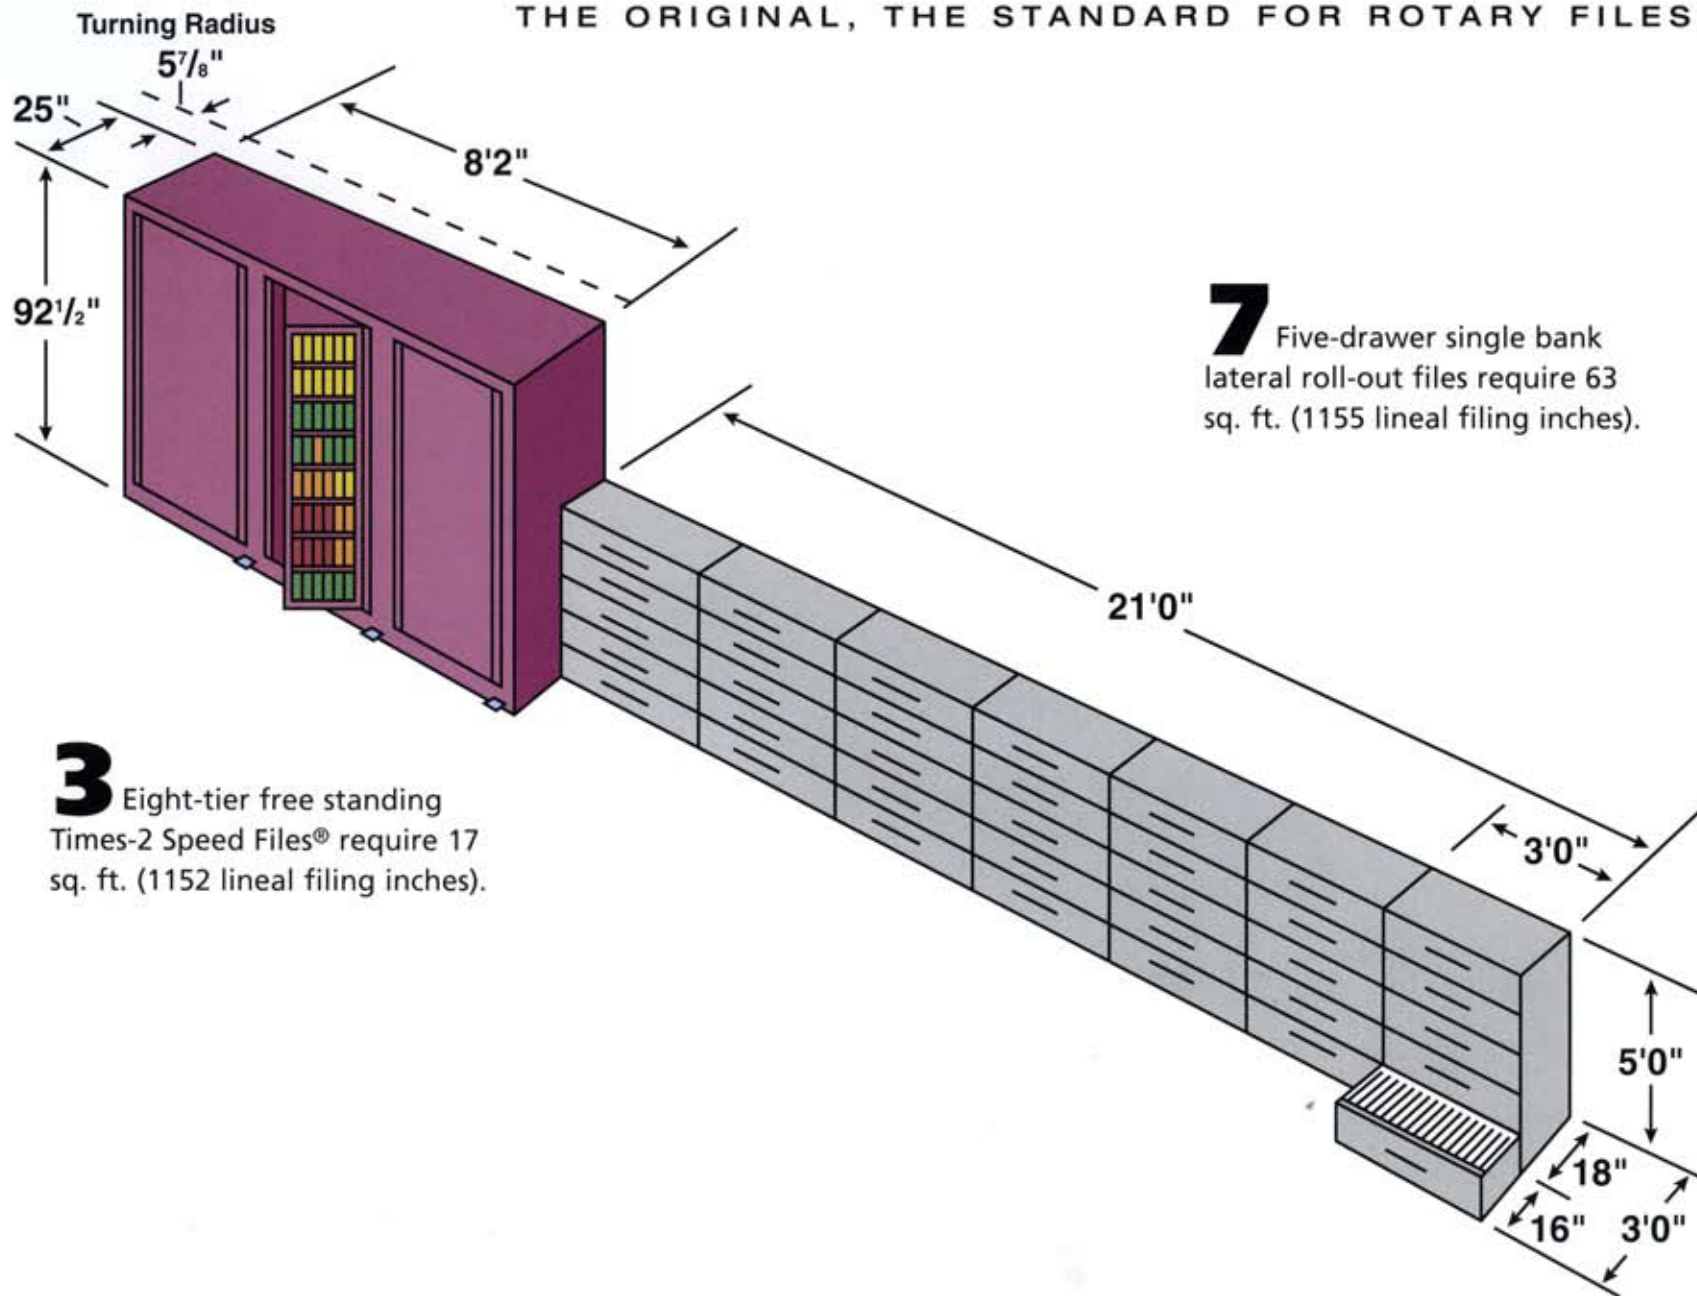 THE ORIGINAL, THE STANDARD FOR ROTARY FILES
Turning Radius
5⁷/₈"
25"
8'2"
92¹/₂"
7 Five-drawer single bank
lateral roll-out files require 63
sq. ft. (1155 lineal filing inches).
21'0"
3 Eight-tier free standing
Times-2 Speed Files® require 17
sq. ft. (1152 lineal filing inches).
3'0"
5'0"
18"
16"
3'0"